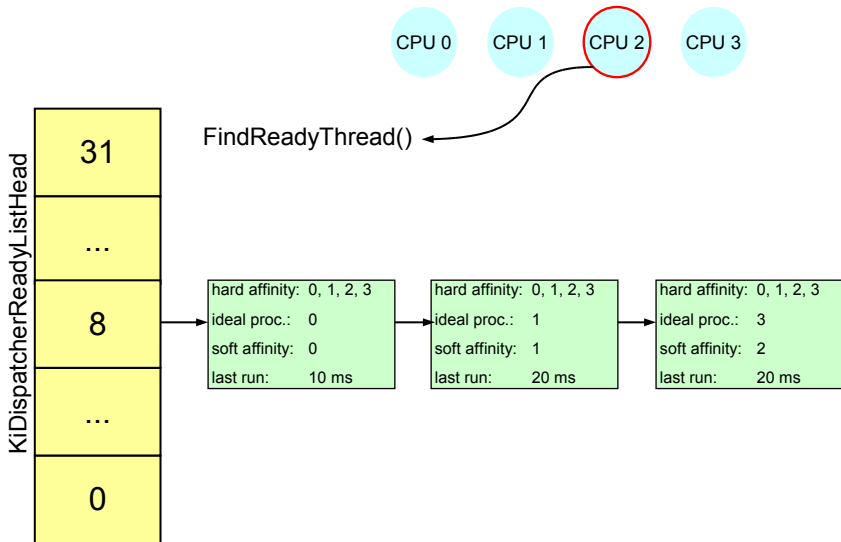 CPU 0
CPU 1
CPU 2
CPU 3
FindReadyThread()
KiDispatcherReadyListHead
31
...
8
...
0
hard affinity: 0, 1, 2, 3
ideal proc.: 0
soft affinity: 0
last run: 10 ms
hard affinity: 0, 1, 2, 3
ideal proc.: 1
soft affinity: 1
last run: 20 ms
hard affinity: 0, 1, 2, 3
ideal proc.: 3
soft affinity: 2
last run: 20 ms